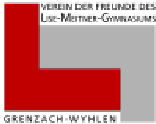 VEREIN DER FREUNDE DES
LISE-MEITNER-GYMNASIUMS
GRENZACH-WYHLEN